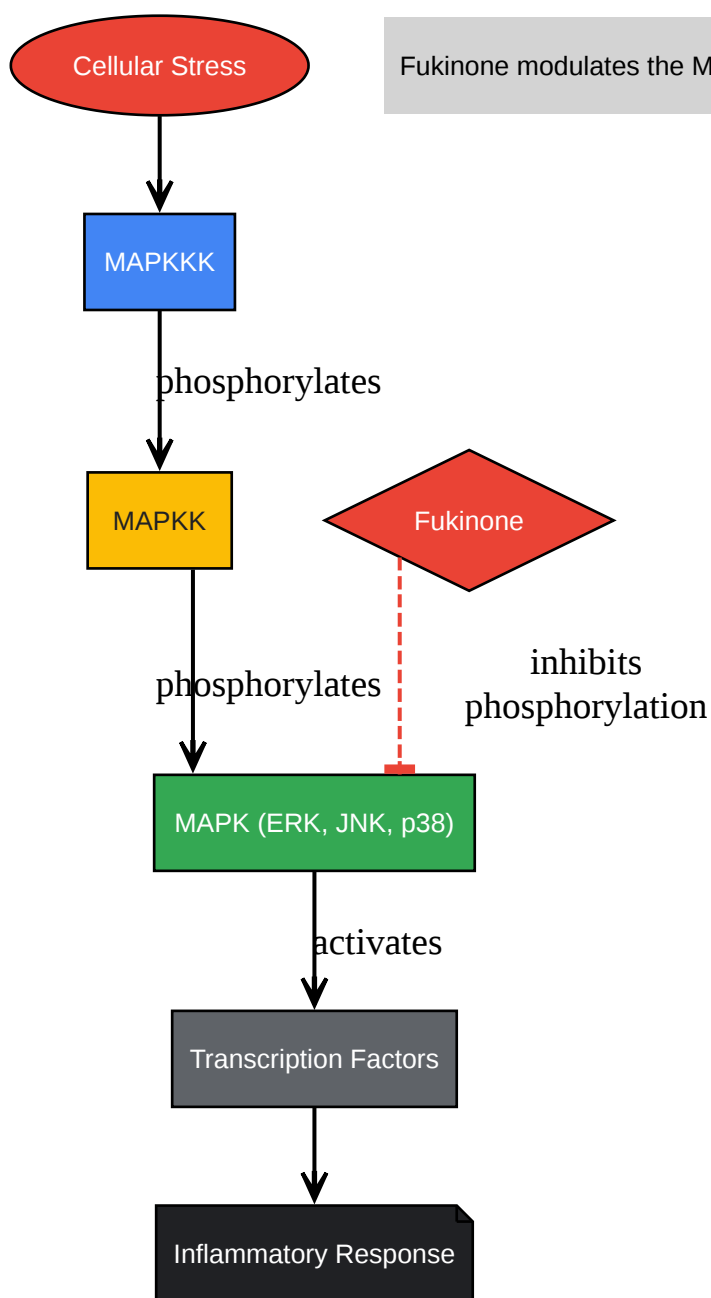 Cellular Stress
Fukinone modulates the M
MAPKKK
phosphorylates
MAPKK
Fukinone
phosphorylates
inhibits
phosphorylation
MAPK (ERK, JNK, p38)
activates
Transcription Factors
Inflammatory Response